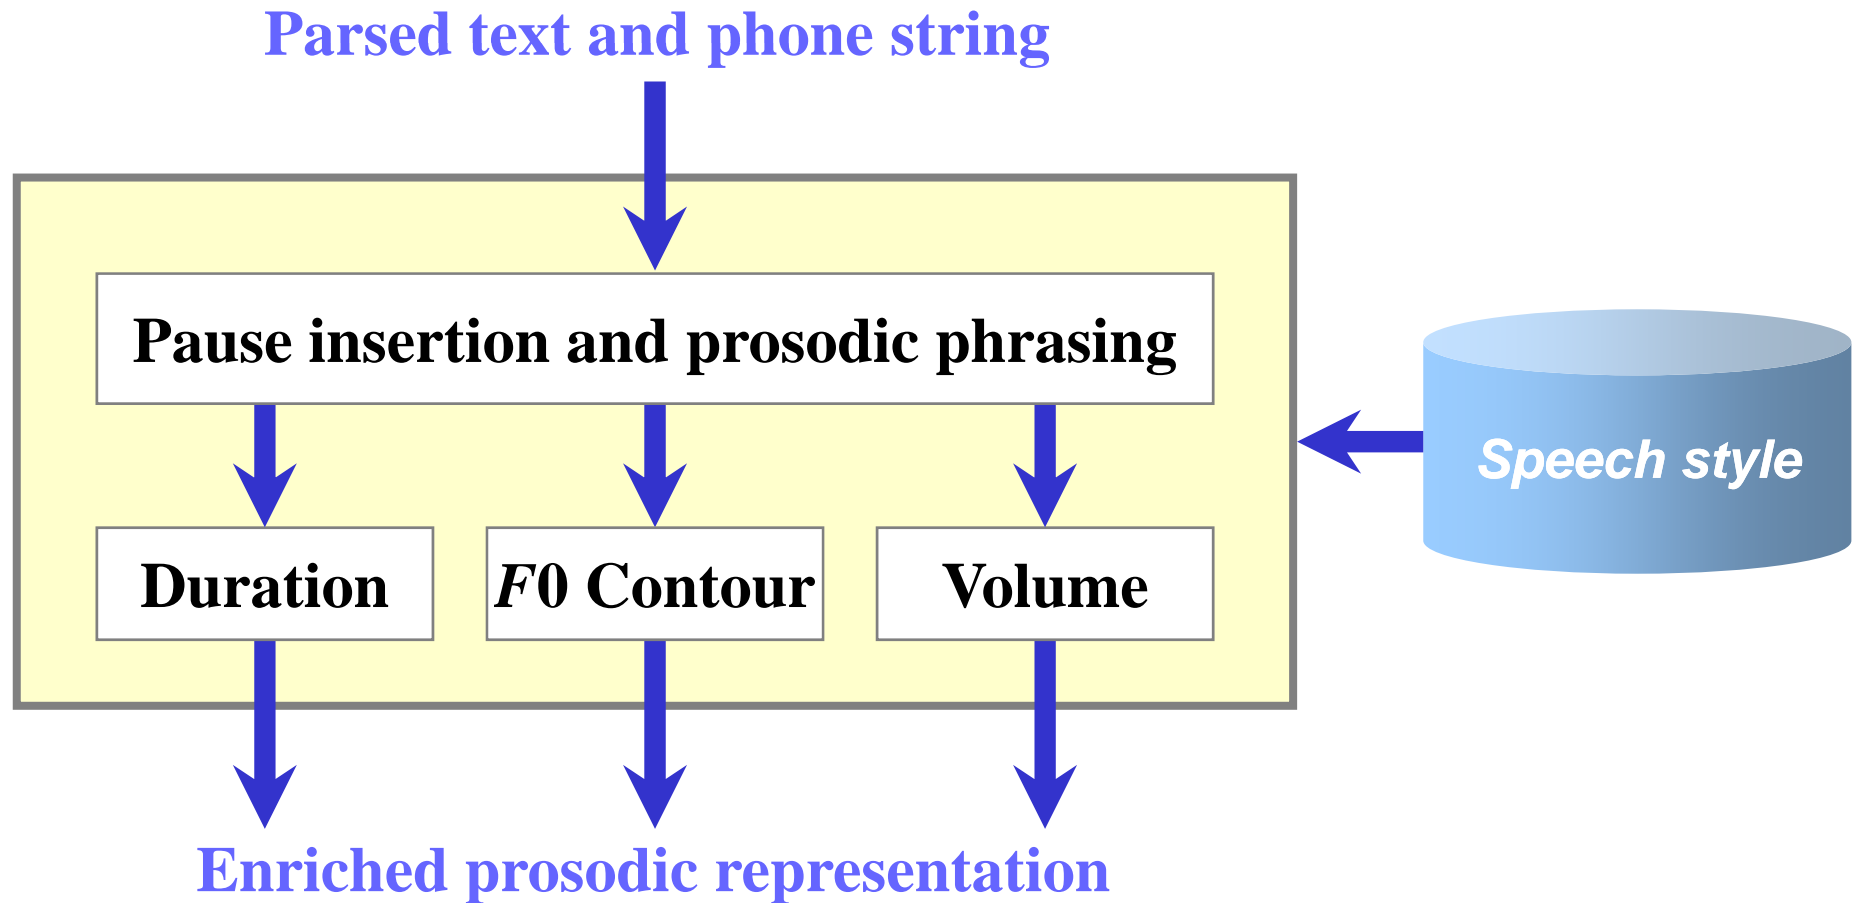 Parsed text and phone string
Pause insertion and prosodic phrasing
Speech style
Duration
F0 Contour
Volume
Enriched prosodic representation